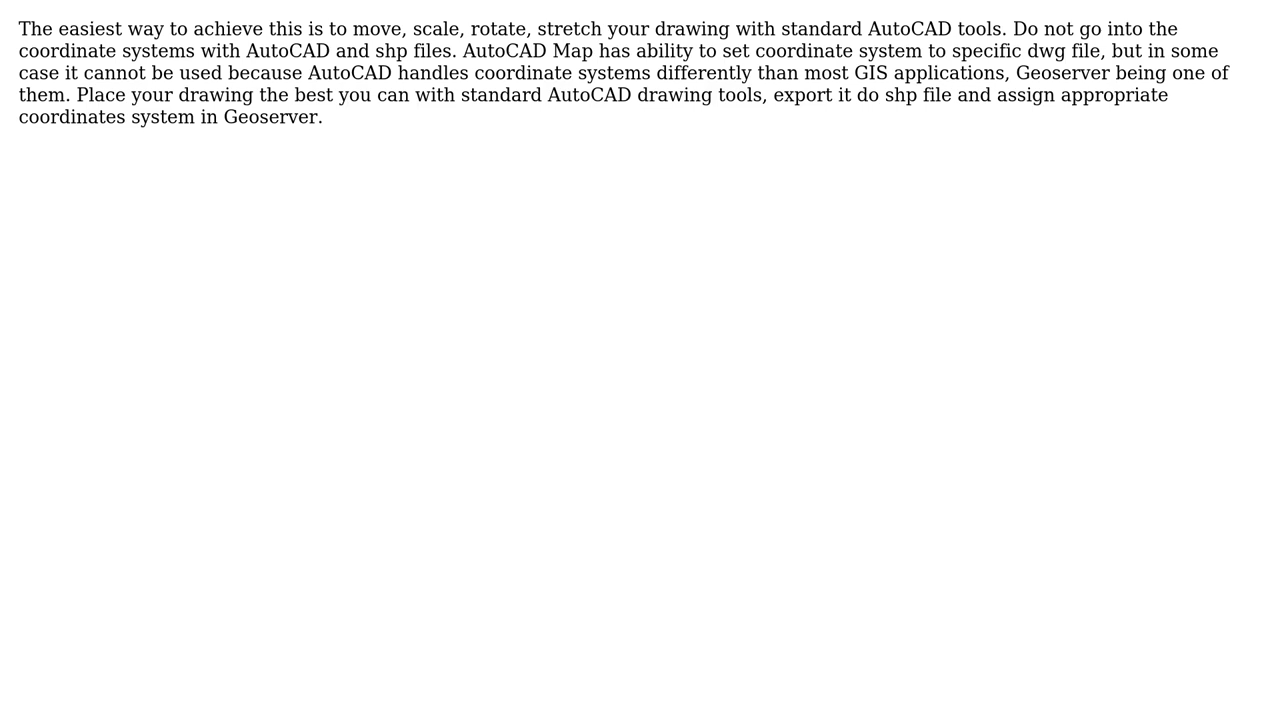 The easiest way to achieve this is to move, scale, rotate, stretch your drawing with standard AutoCAD tools. Do not go into the
coordinate systems with AutoCAD and shp files. AutoCAD Map has ability to set coordinate system to specific dwg file, but in some
case it cannot be used because AutoCAD handles coordinate systems differently than most GIS applications, Geoserver being one of
them. Place your drawing the best you can with standard AutoCAD drawing tools, export it do shp file and assign appropriate
coordinates system in Geoserver.